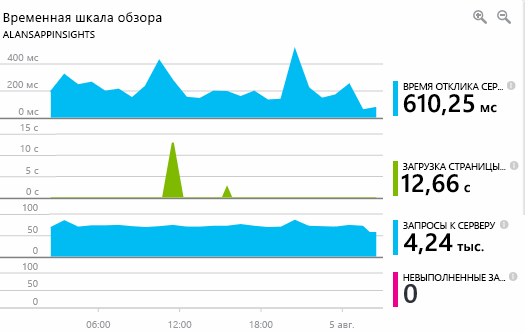 Временная шкала обзора
ALANSAPPINSIGHTS
400 мс
200 мс
0 мс
ВРЕМЯ ОТКЛИКА СЕР...
610,25 мс
15 с
10 с
5 с
0 с
ЗАГРУЗКА СТРАНИЦЫ...
12,66 с
100
50
0
ЗАПРОСЫ К СЕРВЕРУ
4,24 тыс.
100
50
0
НЕВЫПОЛНЕННЫЕ ЗА...
0
06:00 12:00 18:00 5 авг.